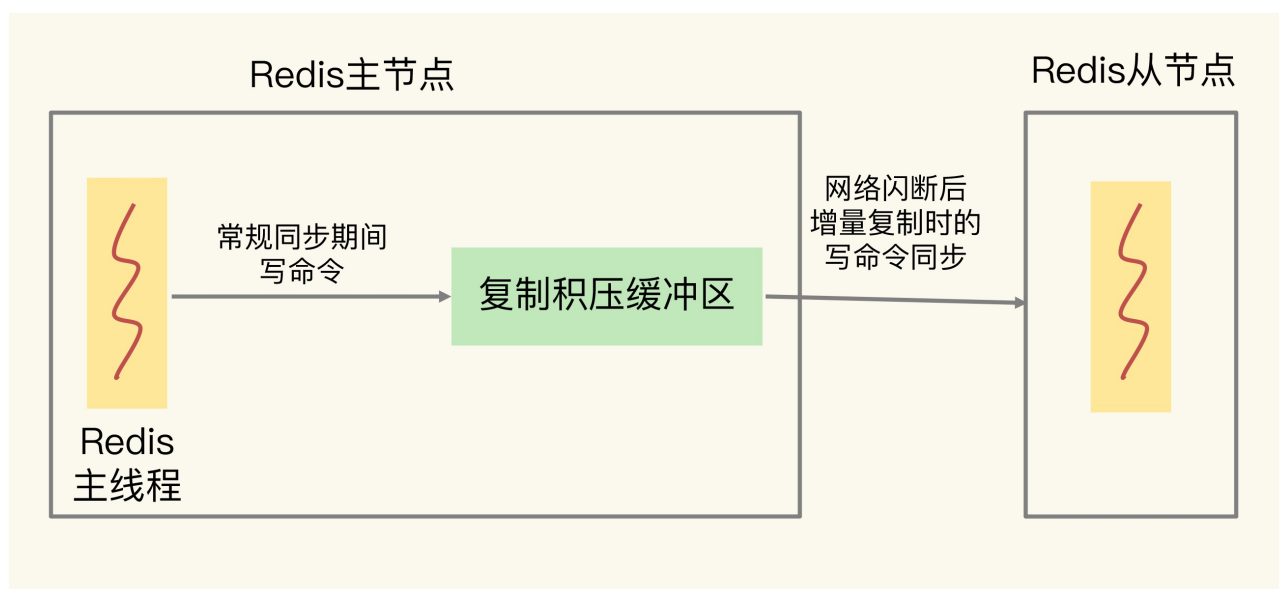 Redis主节点
Redis从节点
常规同步期间
写命令
复制积压缓冲区
网络闪断后
增量复制时的
写命令同步
Redis
主线程